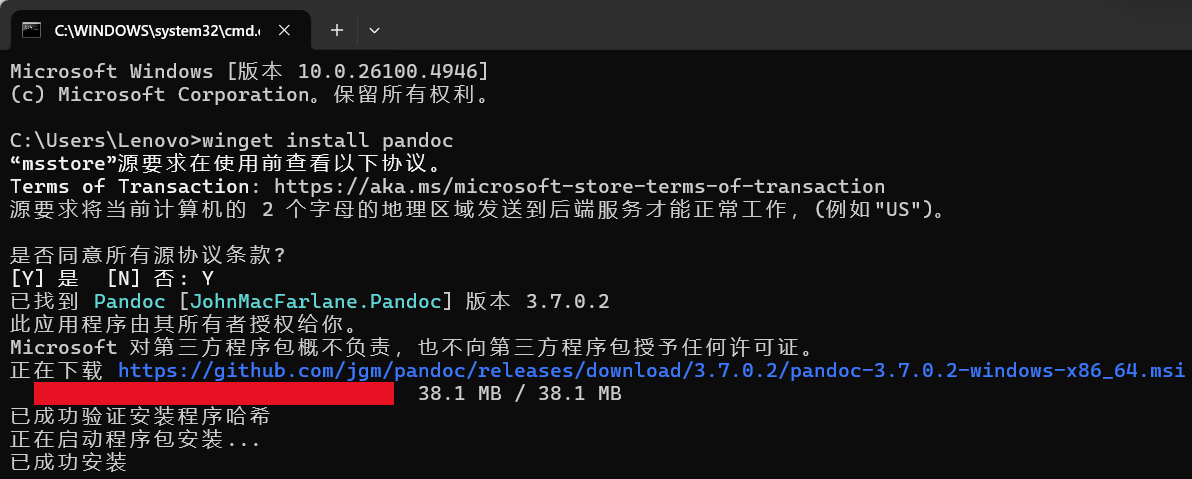 C:\WINDOWS\system32\cmd.e
Microsoft Windows [版本 10.0.26100.4946]
(c) Microsoft Corporation。保留所有权利。
C:\Users\Lenovo>winget install pandoc
“msstore”源要求在使用前查看以下协议。
Terms of Transaction: https://aka.ms/microsoft-store-terms-of-transaction
源要求将当前计算机的 2 个字母的地理区域发送到后端服务才能正常工作，(例如"US")。
是否同意所有源协议条款?
[Y] 是  [N] 否: Y
已找到 Pandoc [JohnMacFarlane.Pandoc] 版本 3.7.0.2
此应用程序由其所有者授权给你。
Microsoft 对第三方程序包概不负责，也不向第三方程序包授予任何许可证。
正在下载 https://github.com/jgm/pandoc/releases/download/3.7.0.2/pandoc-3.7.0.2-windows-x86_64.msi
38.1 MB / 38.1 MB
已成功验证安装程序哈希
正在启动程序包安装...
已成功安装